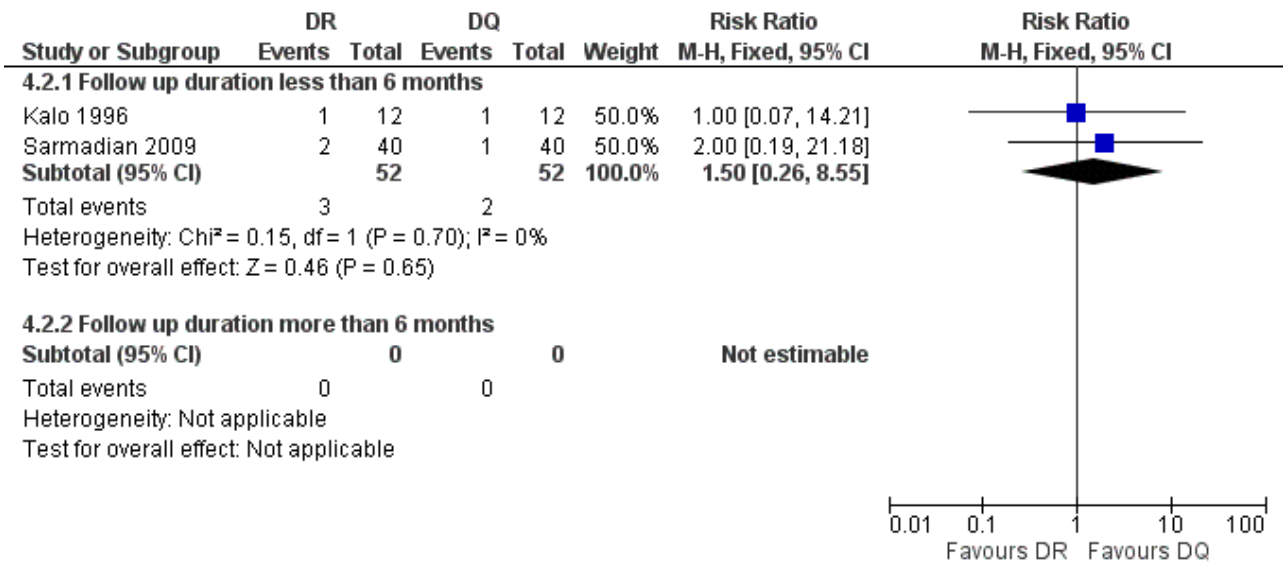 DR DQ Risk Ratio Risk Ratio
Study or Subgroup Events Total Events Total Weight M-H, Fixed, 95% CI M-H, Fixed, 95% CI
4.2.1 Follow up duration less than 6 months
Kalo 1996 1 12 1 12 50.0% 1.00 [0.07, 14.21]
Sarmadian 2009 2 40 1 40 50.0% 2.00 [0.19, 21.18]
Subtotal (95% CI) 52 52 100.0% 1.50 [0.26, 8.55]
Total events 3 2
Heterogeneity: Chi² = 0.15, df = 1 (P = 0.70); I² = 0%
Test for overall effect: Z = 0.46 (P = 0.65)
4.2.2 Follow up duration more than 6 months
Subtotal (95% CI) 0 0 Not estimable
Total events 0 0
Heterogeneity: Not applicable
Test for overall effect: Not applicable
0.01 0.1 1 10 100
Favours DR Favours DQ